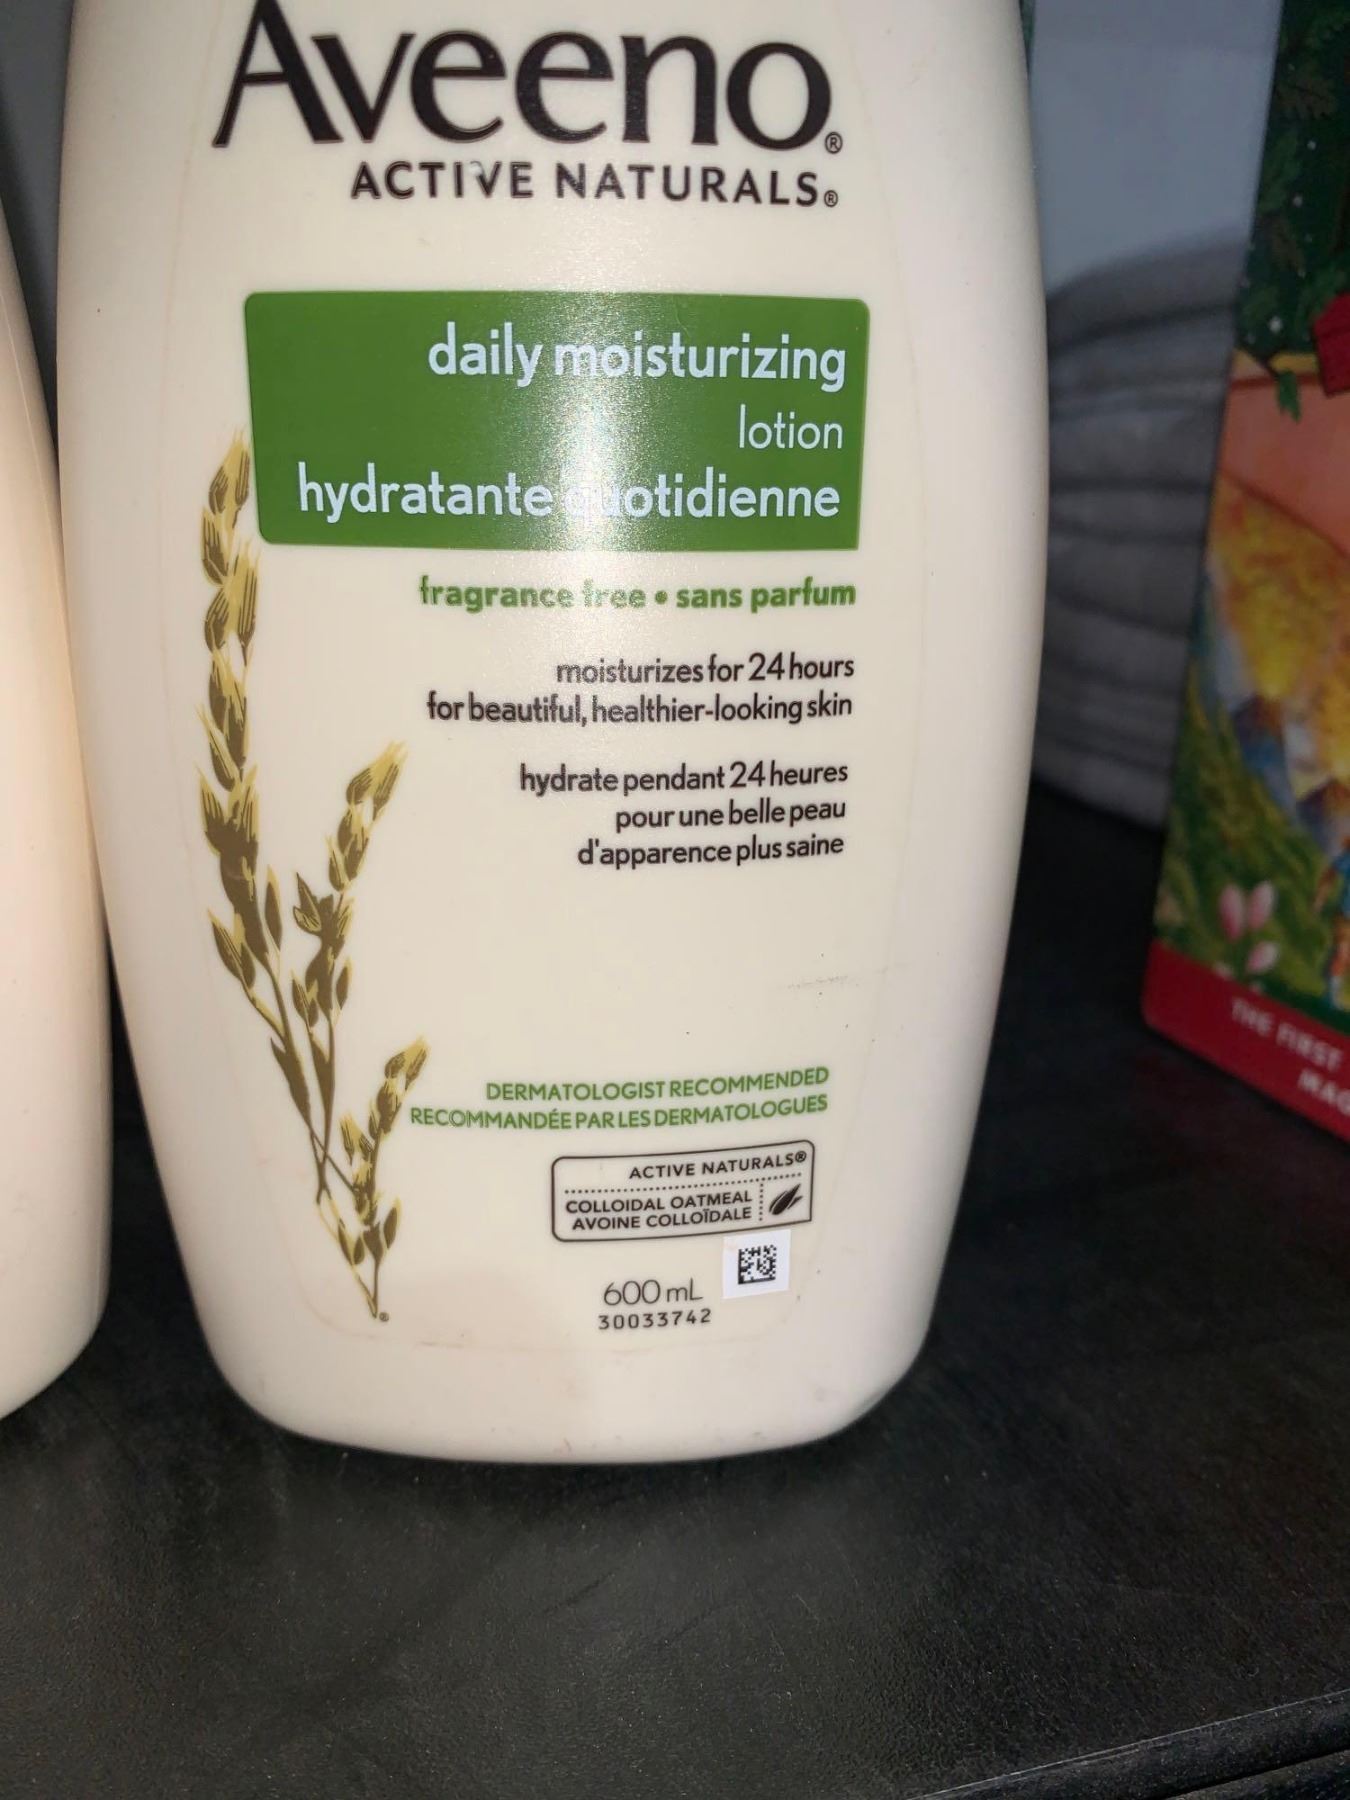 Aveeno®
ACTIVE NATURALS®
daily moisturizing
lotion
hydratante quotidienne
fragrance free • sans parfum
moisturizes for 24 hours
for beautiful, healthier-looking skin
hydrate pendant 24 heures
pour une belle peau
d'apparence plus saine
DERMATOLOGIST RECOMMENDED
RECOMMANDÉE PAR LES DERMATOLOGUES
ACTIVE NATURALS®
COLLOIDAL OATMEAL
AVOINE COLLOÏDALE
600 mL
30033742
®
THE FIRST